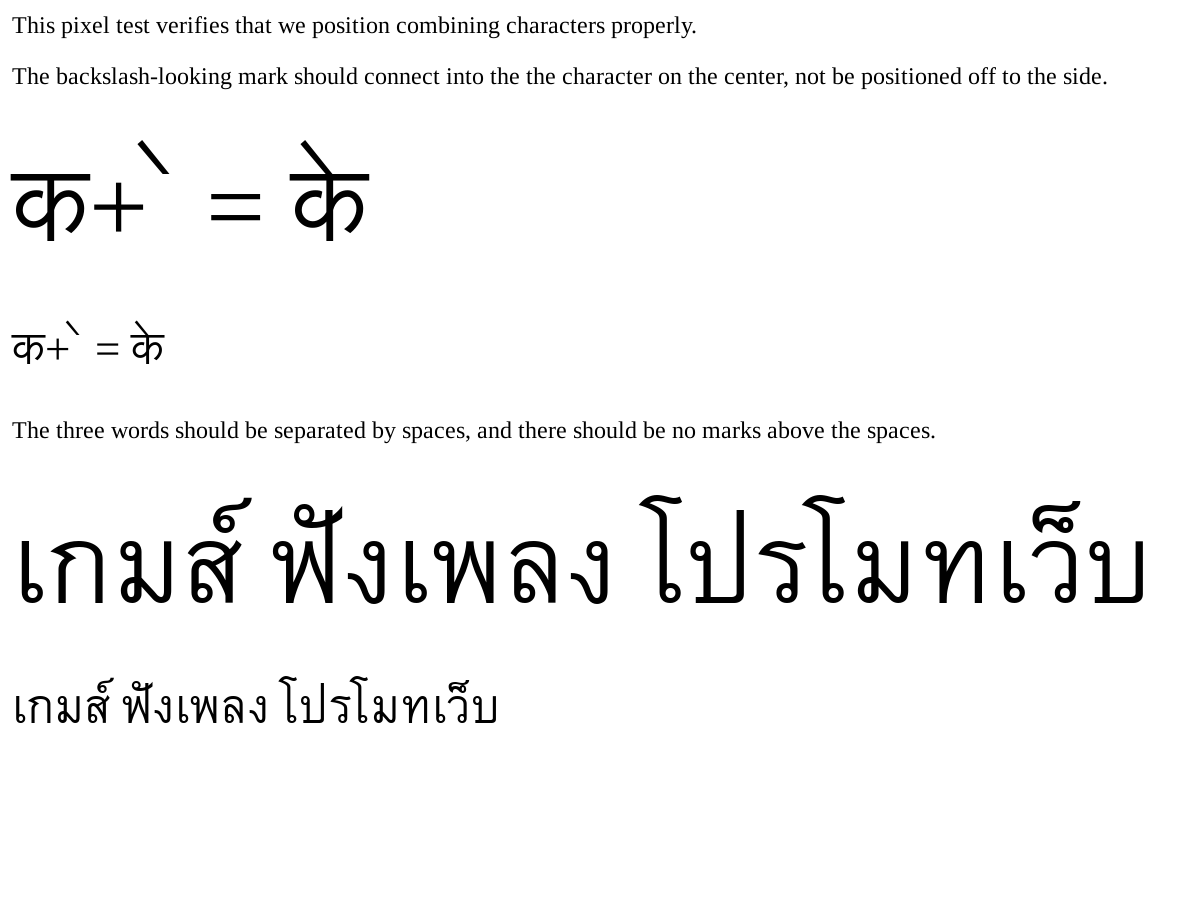 This pixel test verifies that we position combining characters properly.
The backslash-looking mark should connect into the the character on the center, not be positioned off to the side.
क+ े = के
क+ े = के
The three words should be separated by spaces, and there should be no marks above the spaces.
เกมส์ ฟังเพลง โปรโมทเว็บ
เกมส์ ฟังเพลง โปรโมทเว็บ